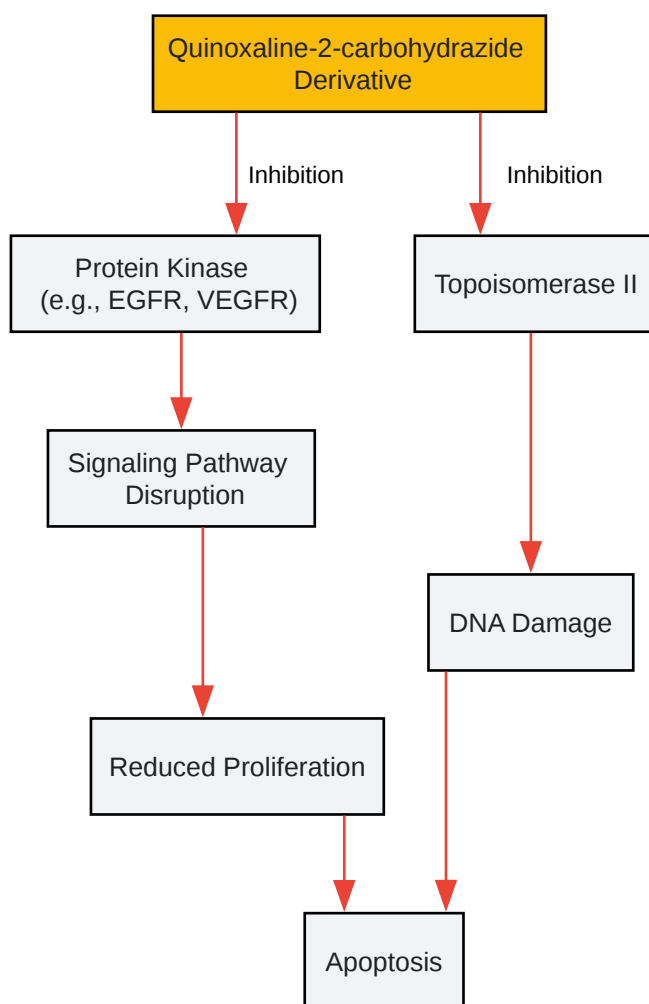 Quinoxaline-2-carbohydrazide
Derivative
Inhibition
Inhibition
Protein Kinase
(e.g., EGFR, VEGFR)
Topoisomerase II
Signaling Pathway
Disruption
DNA Damage
Reduced Proliferation
Apoptosis